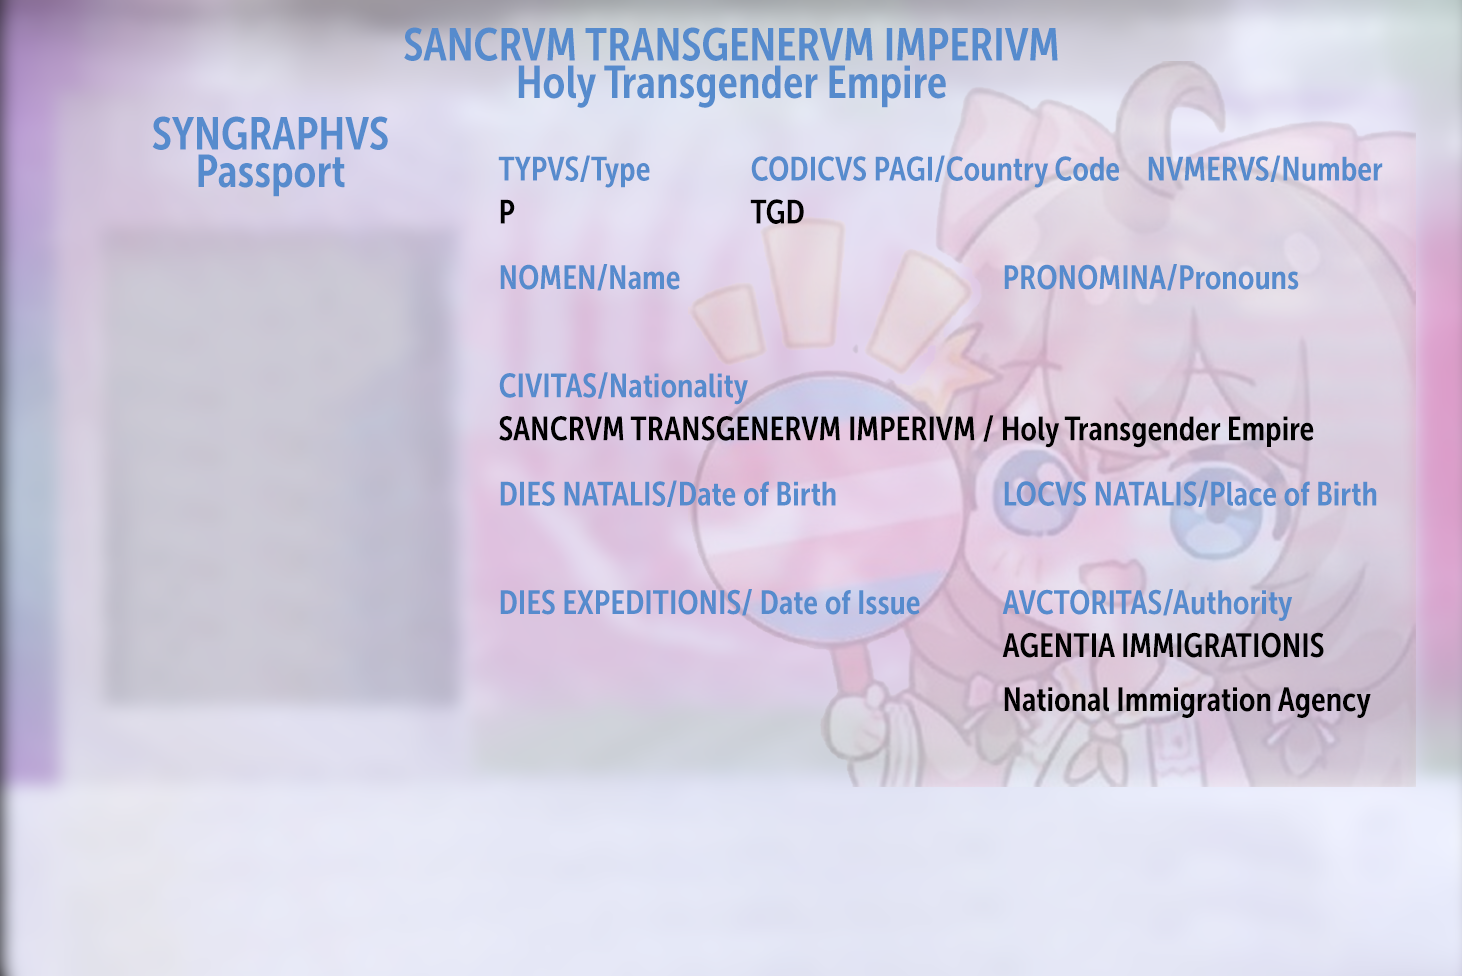 SANCRVM TRANSGENERVM IMPERIVM
Holy Transgender Empire
SYNGRAPHVS
Passport
TYPVS/Type
CODICVS PAGI/Country Code
NVMERVS/Number
P
TGD
NOMEN/Name
PRONOMINA/Pronouns
CIVITAS/Nationality
SANCRVM TRANSGENERVM IMPERIVM / Holy Transgender Empire
DIES NATALIS/Date of Birth
LOCVS NATALIS/Place of Birth
DIES EXPEDITIONIS/ Date of Issue
AVCTORITAS/Authority
AGENTIA IMMIGRATIONIS
National Immigration Agency